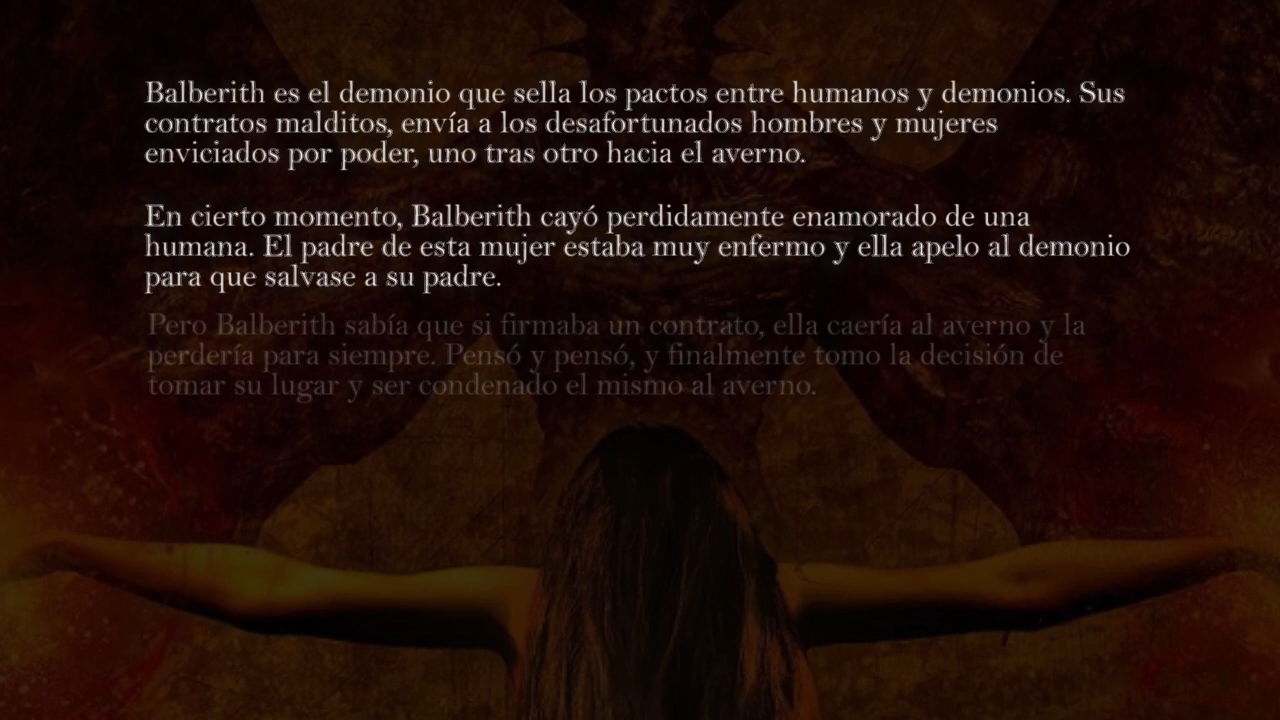 Balberith es el demonio que sella los pactos entre humanos y demonios. Sus
contratos malditos, envía a los desafortunados hombres y mujeres
enviciados por poder, uno tras otro hacia el averno.
En cierto momento, Balberith cayó perdidamente enamorado de una
humana. El padre de esta mujer estaba muy enfermo y ella apelo al demonio
para que salvase a su padre.
Pero Balberith sabía que si firmaba un contrato, ella caería al averno y la
perdería para siempre. Pensó y pensó, y finalmente tomo la decisión de
tomar su lugar y ser condenado el mismo al averno.